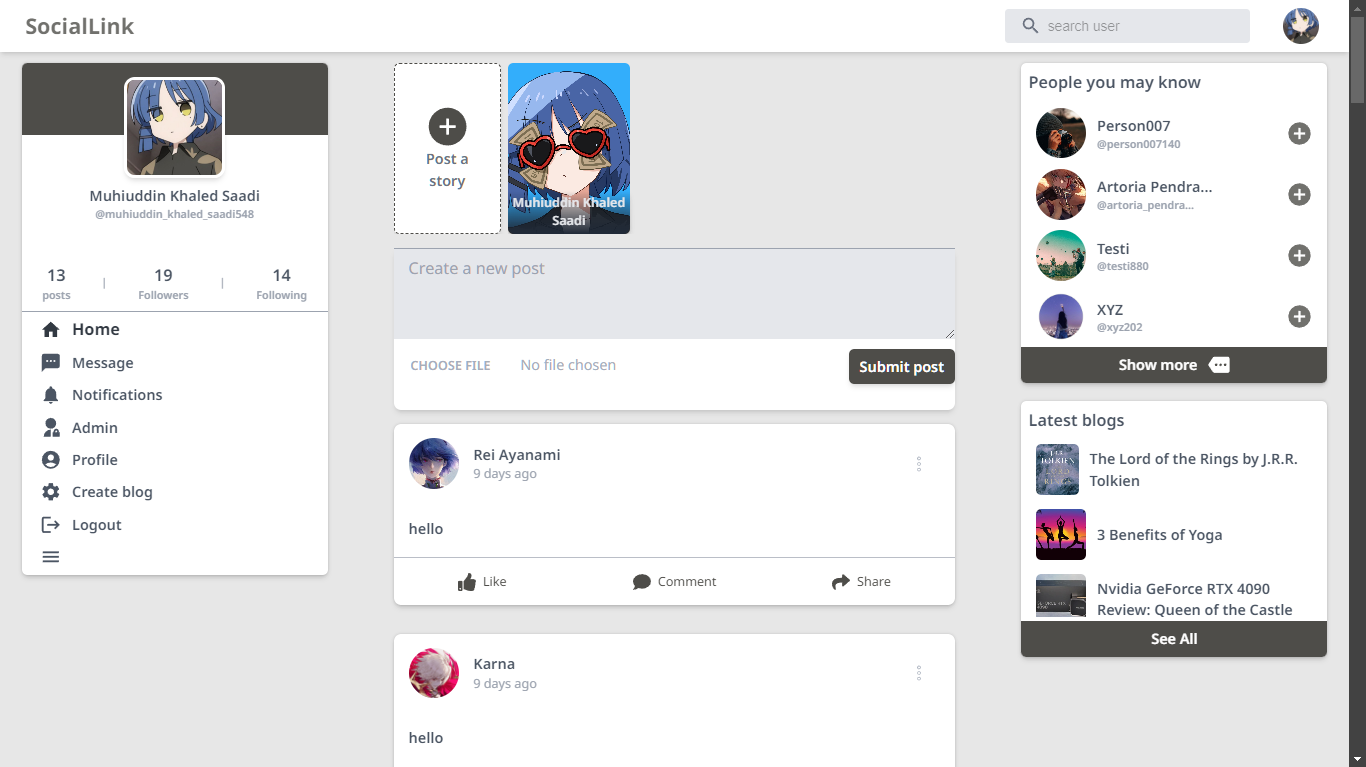 SocialLink
search user
Muhiuddin Khaled Saadi
@muhiuddin_khaled_saadi548
13
posts
|
19
Followers
|
14
Following
Home
Message
Notifications
Admin
Profile
Create blog
Logout
Post a
story
Muhiuddin Khaled
Saadi
Create a new post
CHOOSE FILE
No file chosen
Submit post
Rei Ayanami
9 days ago
hello
Like
Comment
Share
Karna
9 days ago
hello
People you may know
Person007
@person007140
Artoria Pendra...
@artoria_pendra...
Testi
@testi880
XYZ
@xyz202
Show more
Latest blogs
The Lord of the Rings by J.R.R.
Tolkien
3 Benefits of Yoga
Nvidia GeForce RTX 4090
Review: Queen of the Castle
See All